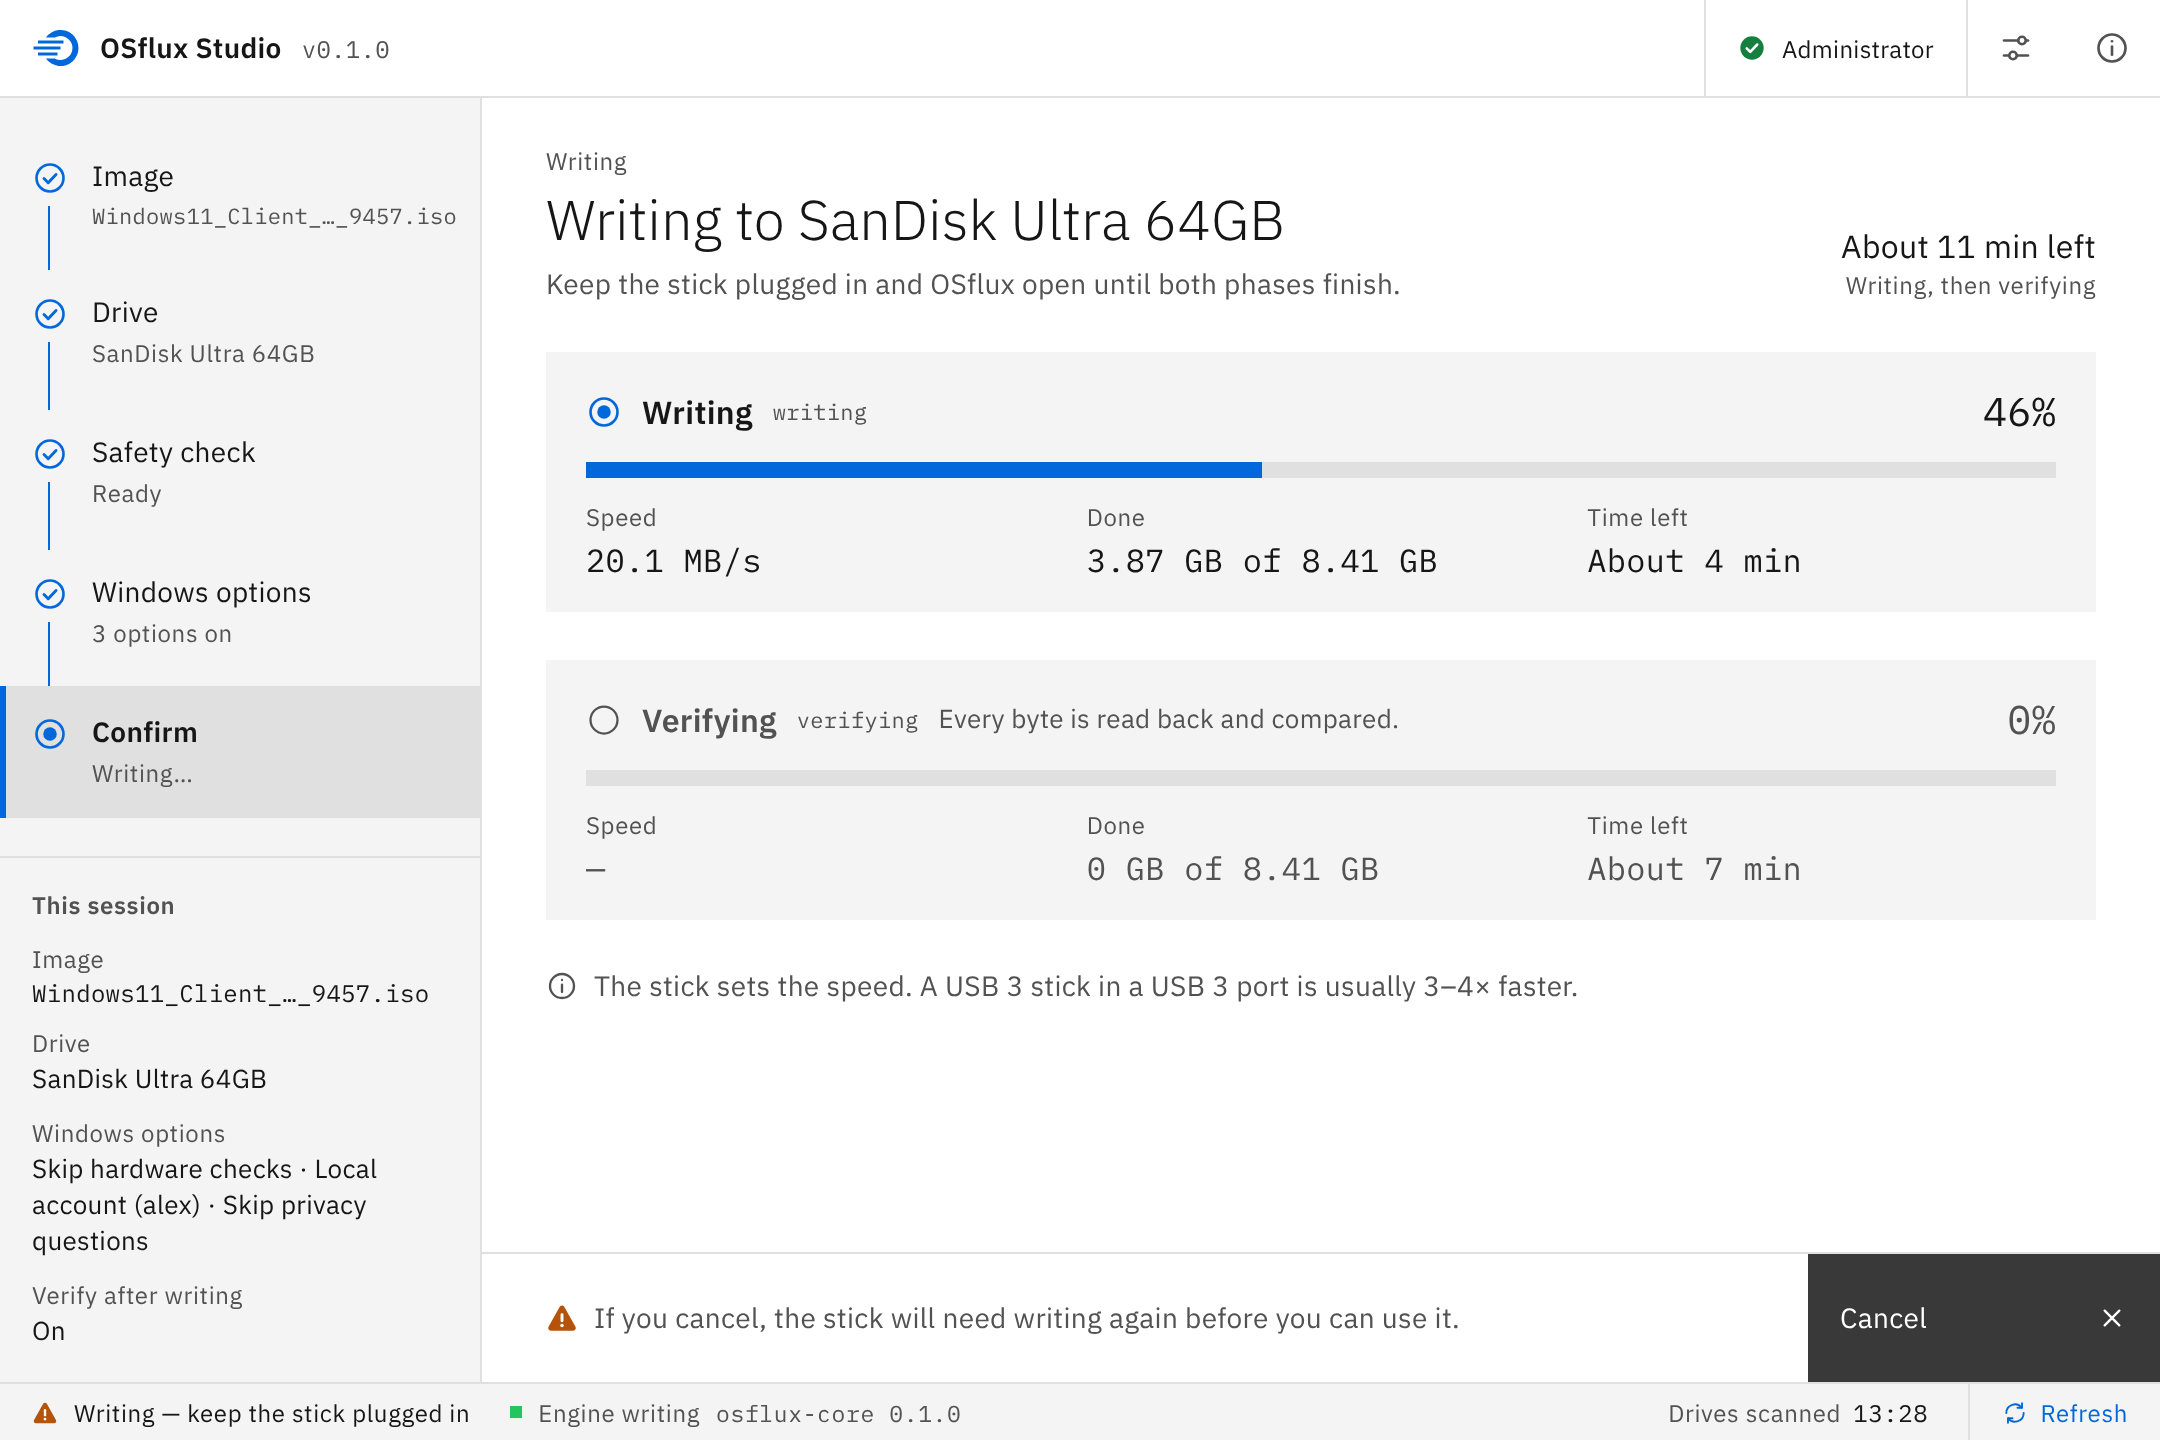 OSflux Studio v0.1.0
Administrator
Image
Windows11_Client_…_9457.iso
Drive
SanDisk Ultra 64GB
Safety check
Ready
Windows options
3 options on
Confirm
Writing…
This session
Image
Windows11_Client_…_9457.iso
Drive
SanDisk Ultra 64GB
Windows options
Skip hardware checks · Local
account (alex) · Skip privacy
questions
Verify after writing
On
Writing
Writing to SanDisk Ultra 64GB
Keep the stick plugged in and OSflux open until both phases finish.
About 11 min left
Writing, then verifying
Writing writing 46%
Speed Done Time left
20.1 MB/s 3.87 GB of 8.41 GB About 4 min
Verifying verifying Every byte is read back and compared. 0%
Speed Done Time left
— 0 GB of 8.41 GB About 7 min
The stick sets the speed. A USB 3 stick in a USB 3 port is usually 3–4× faster.
If you cancel, the stick will need writing again before you can use it.
Cancel
Writing — keep the stick plugged in Engine writing osflux-core 0.1.0 Drives scanned 13:28 Refresh